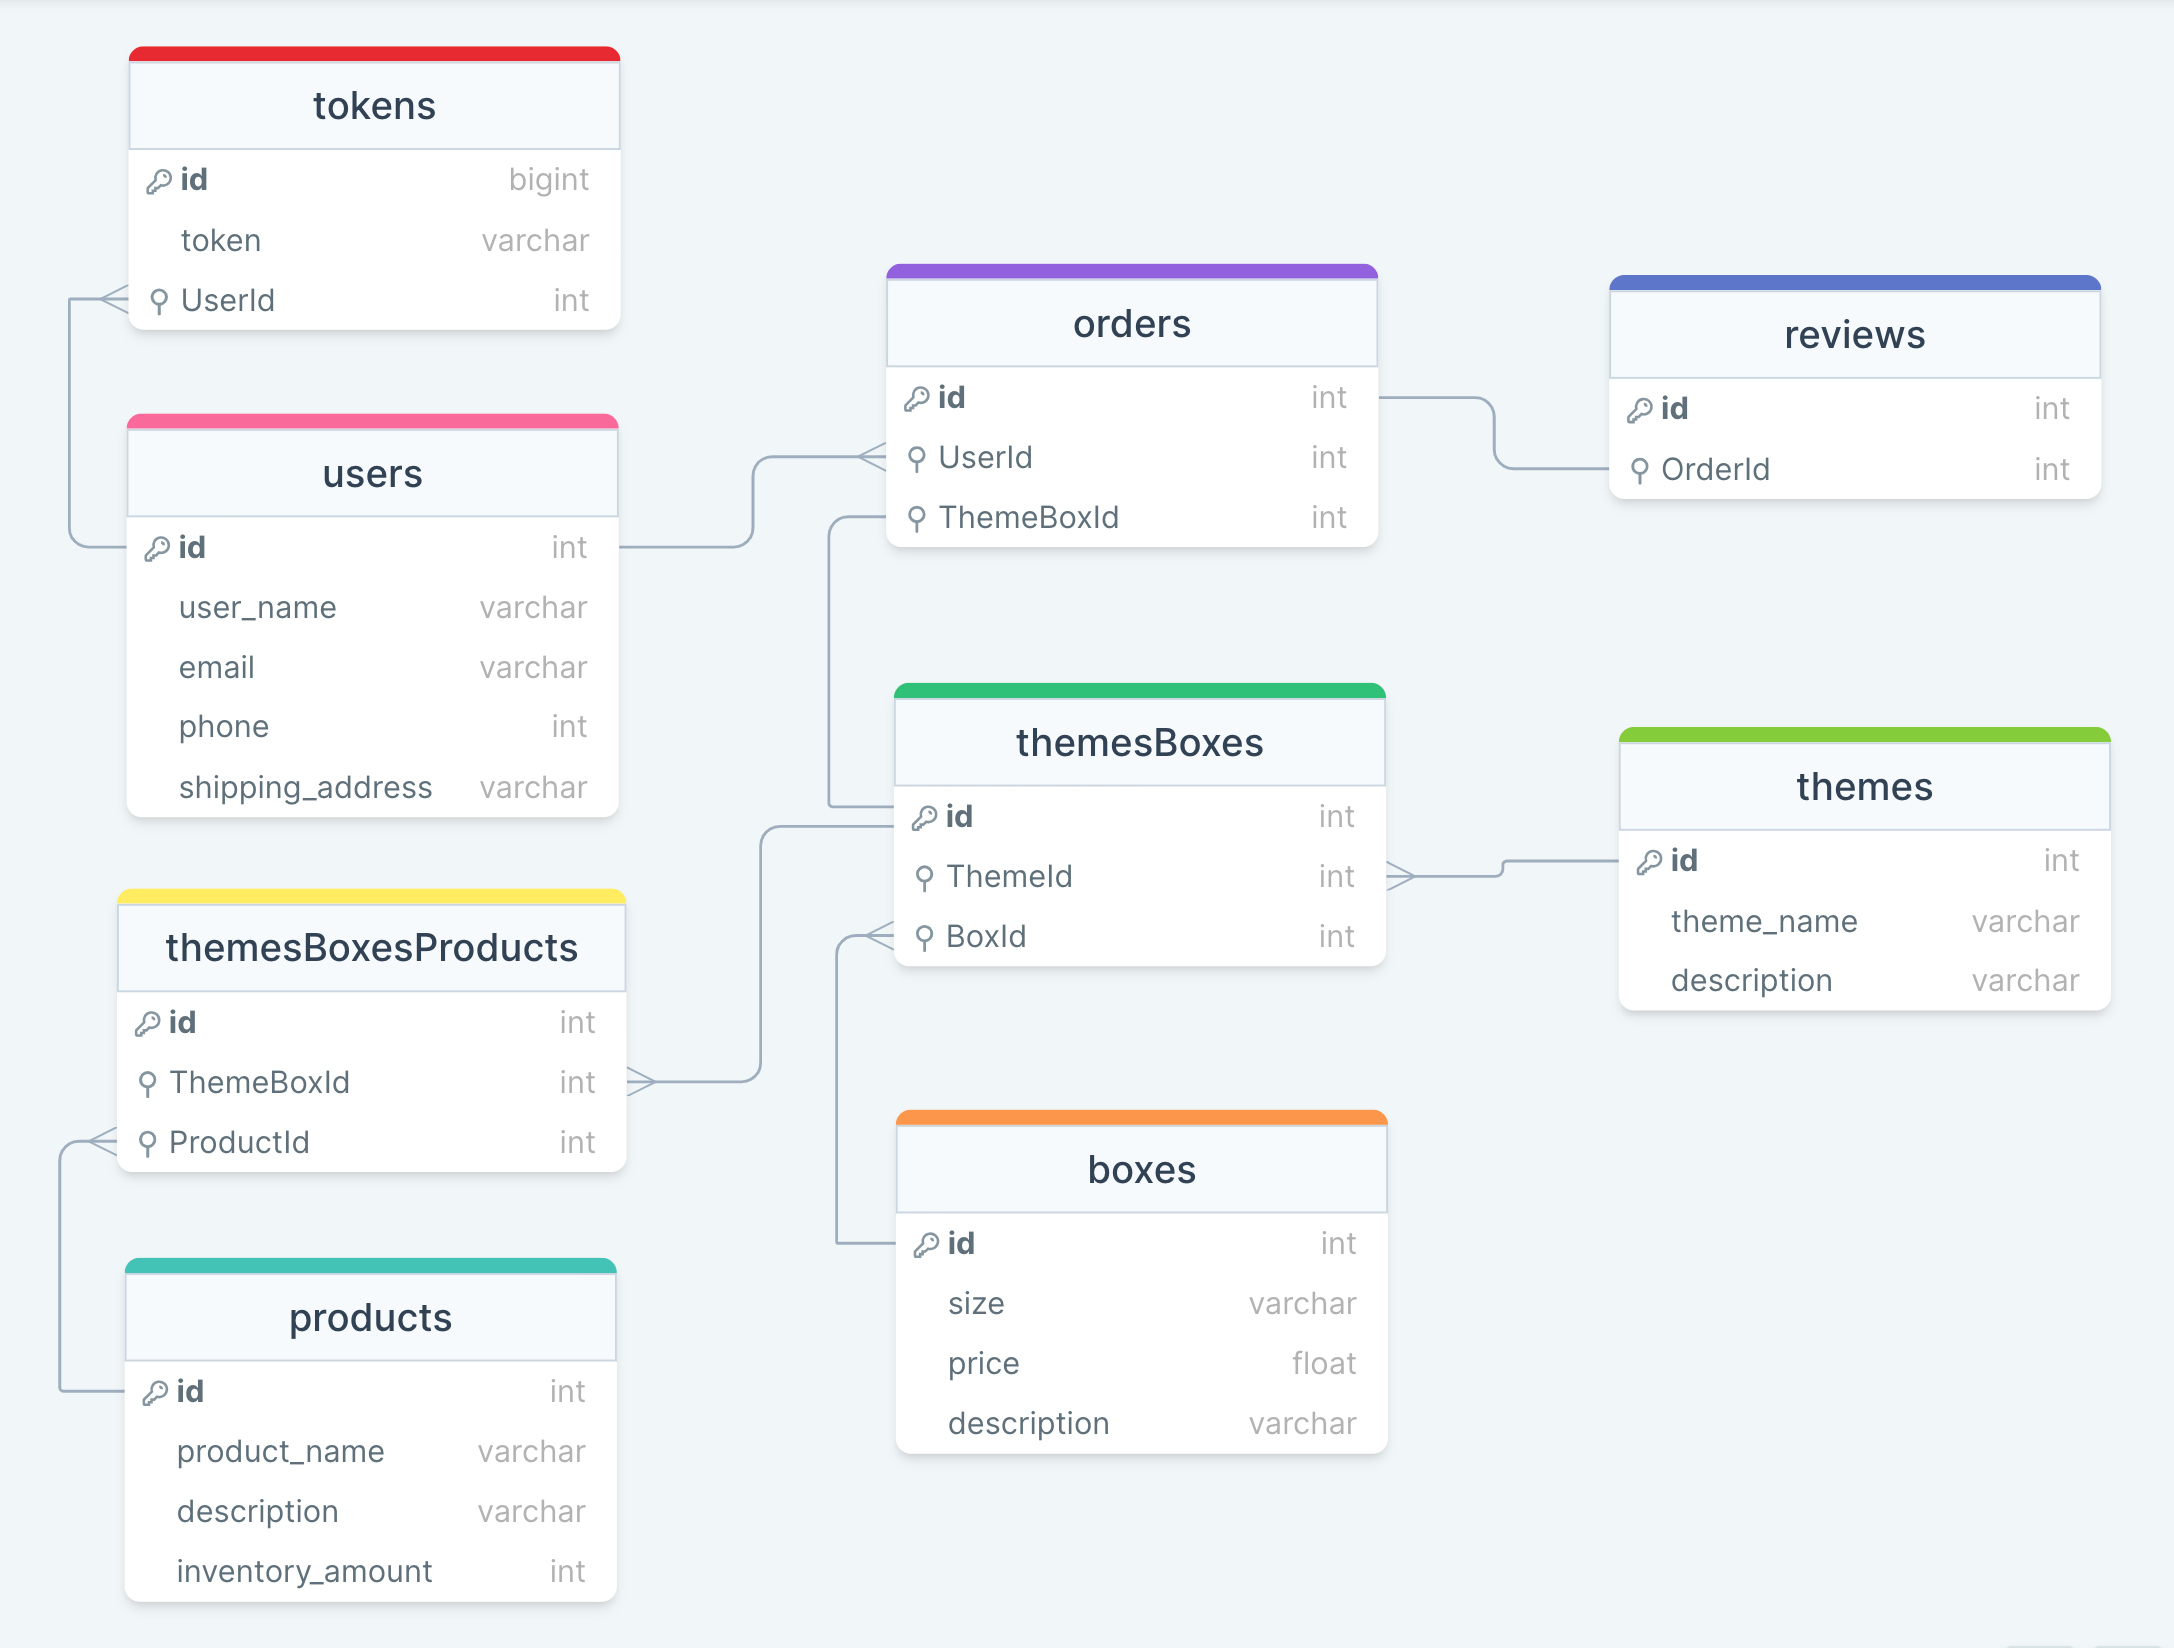 tokens
id bigint
token varchar
UserId int
users
id int
user_name varchar
email varchar
phone int
shipping_address varchar
themesBoxesProducts
id int
ThemeBoxId int
ProductId int
products
id int
product_name varchar
description varchar
inventory_amount int
orders
id int
UserId int
ThemeBoxId int
themesBoxes
id int
ThemeId int
BoxId int
boxes
id int
size varchar
price float
description varchar
reviews
id int
OrderId int
themes
id int
theme_name varchar
description varchar